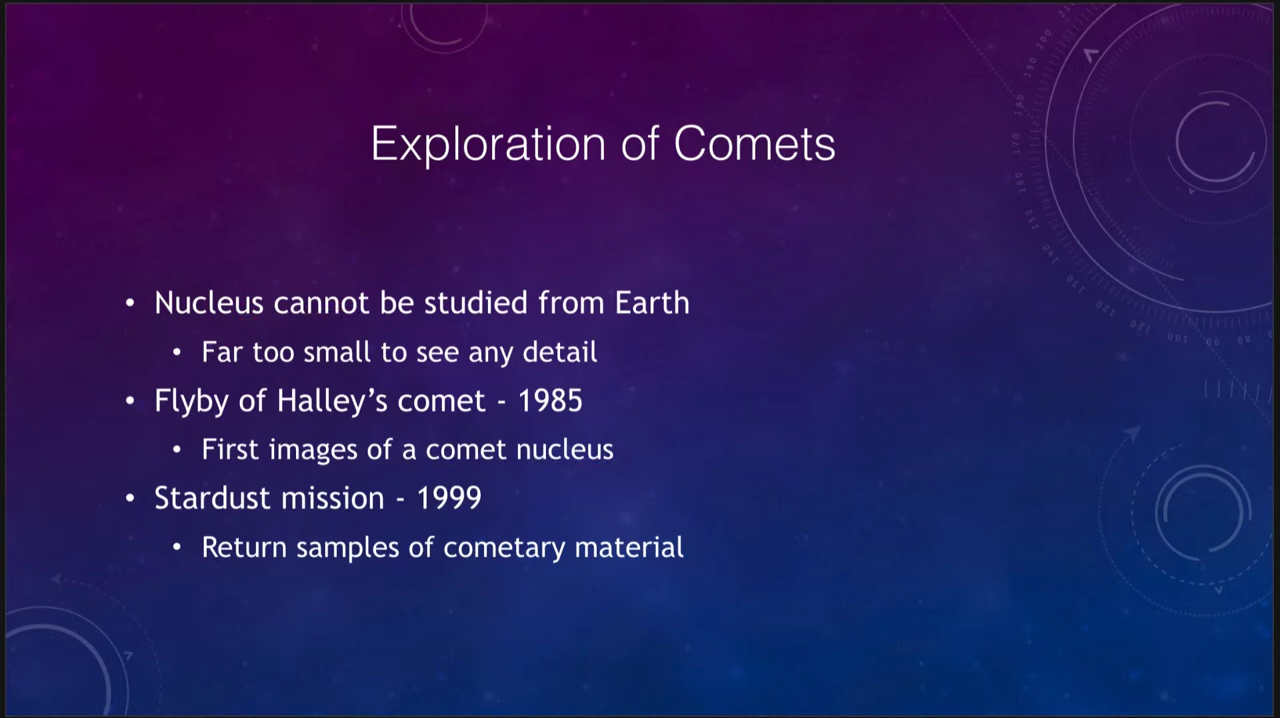 Exploration of Comets
• Nucleus cannot be studied from Earth
• Far too small to see any detail
• Flyby of Halley’s comet - 1985
• First images of a comet nucleus
• Stardust mission - 1999
• Return samples of cometary material